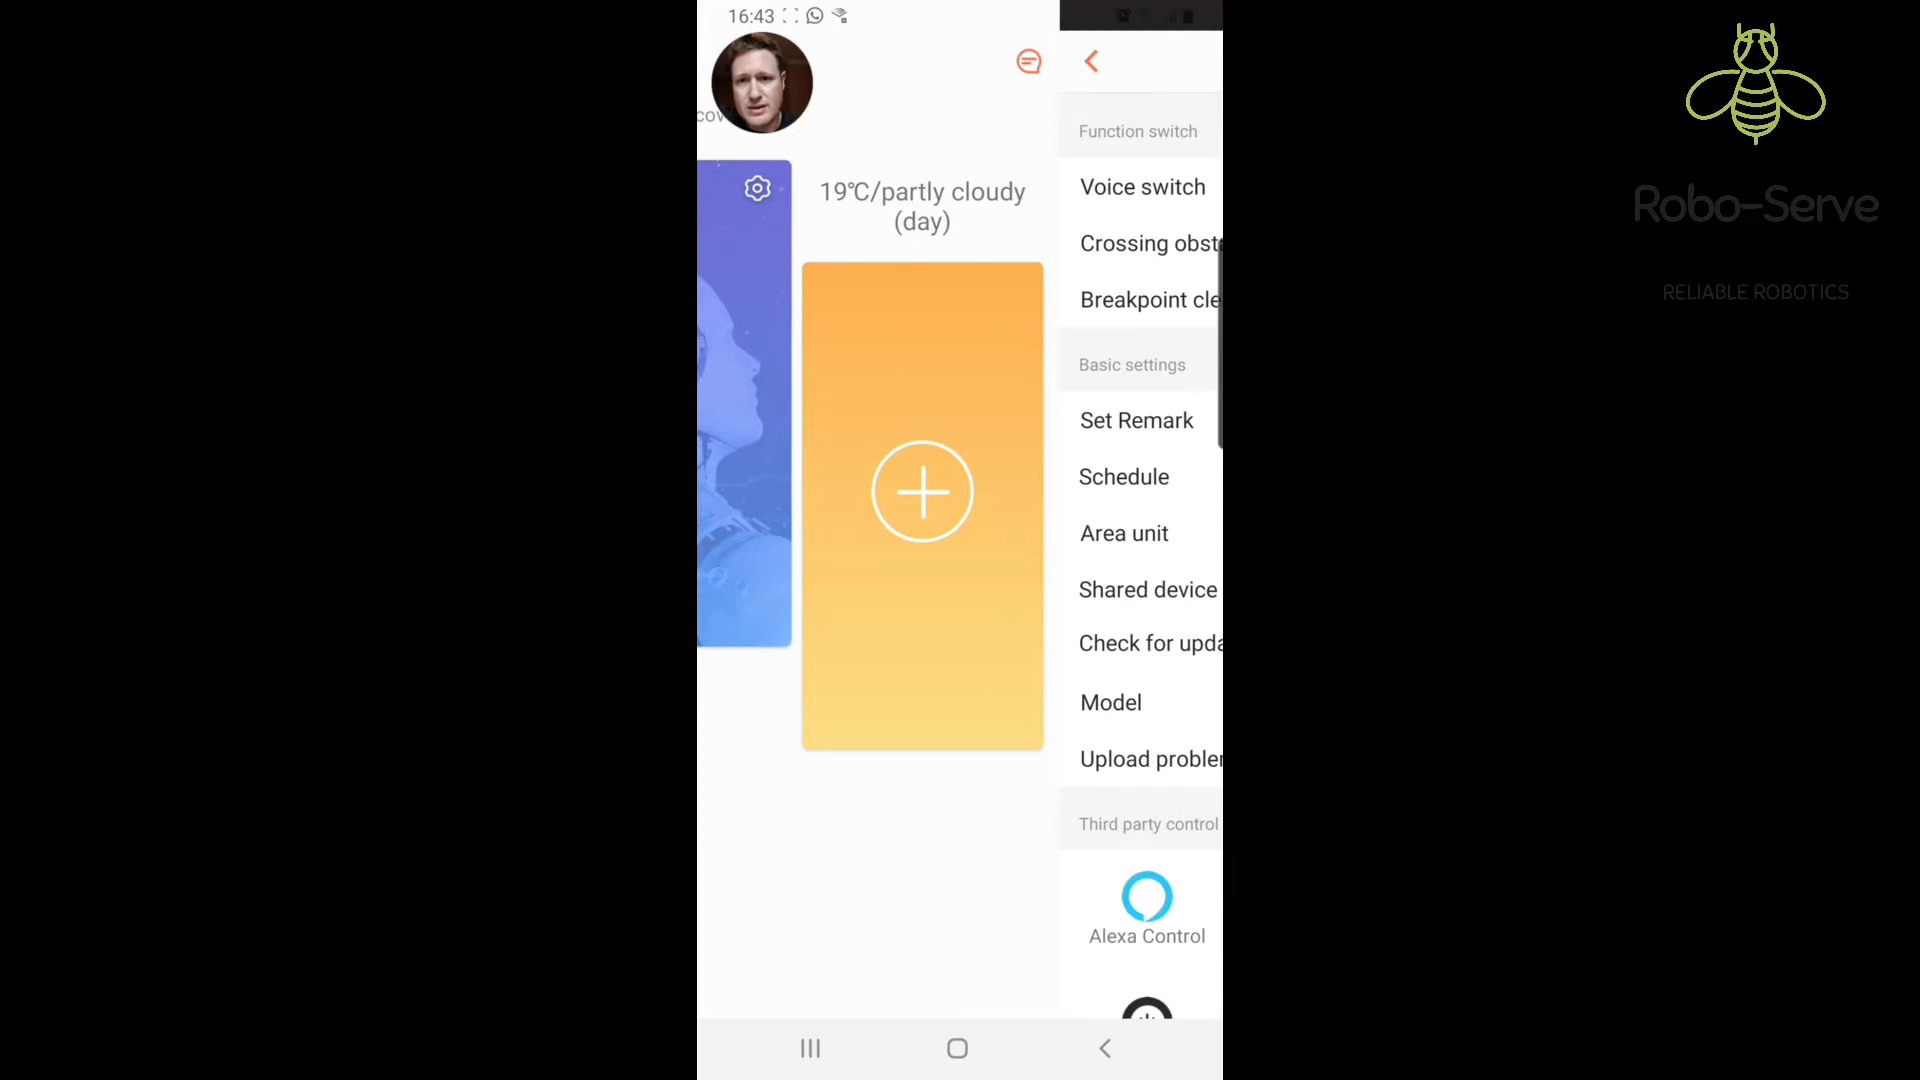 16:43
cov
19℃/partly cloudy
(day)
Function switch
Voice switch
Crossing obst
Breakpoint cle
Basic settings
Set Remark
Schedule
Area unit
Shared device
Check for upda
Model
Upload problem
Third party control
Alexa Control
Robo-Serve
RELIABLE ROBOTICS